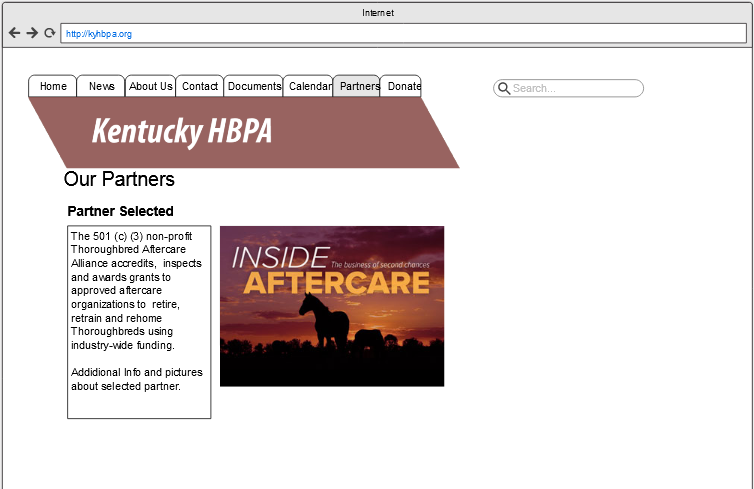 Internet
http://kyhbpa.org
Home News About Us Contact Documents Calendar Partners Donate
Search...
Kentucky HBPA
Our Partners
Partner Selected
The 501 (c) (3) non-profit
Thoroughbred Aftercare
Alliance accredits, inspects
and awards grants to
approved aftercare
organizations to retire,
retrain and rehome
Thoroughbreds using
industry-wide funding.
Addidional Info and pictures
about selected partner.
INSIDE
The business of second chances
AFTERCARE